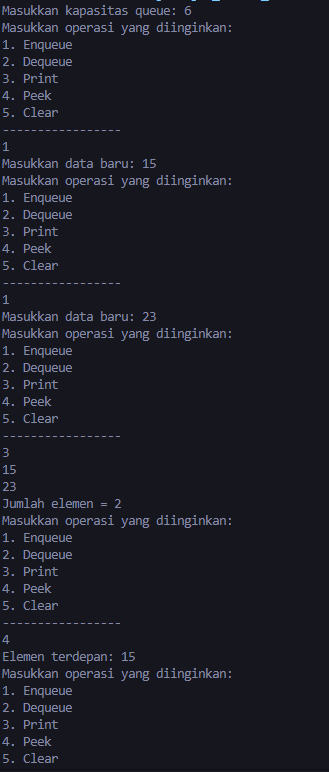 Masukkan kapasitas queue: 6
Masukkan operasi yang diinginkan:
1. Enqueue
2. Dequeue
3. Print
4. Peek
5. Clear
-----------------
1
Masukkan data baru: 15
Masukkan operasi yang diinginkan:
1. Enqueue
2. Dequeue
3. Print
4. Peek
5. Clear
-----------------
1
Masukkan data baru: 23
Masukkan operasi yang diinginkan:
1. Enqueue
2. Dequeue
3. Print
4. Peek
5. Clear
-----------------
3
15
23
Jumlah elemen = 2
Masukkan operasi yang diinginkan:
1. Enqueue
2. Dequeue
3. Print
4. Peek
5. Clear
-----------------
4
Elemen terdepan: 15
Masukkan operasi yang diinginkan:
1. Enqueue
2. Dequeue
3. Print
4. Peek
5. Clear